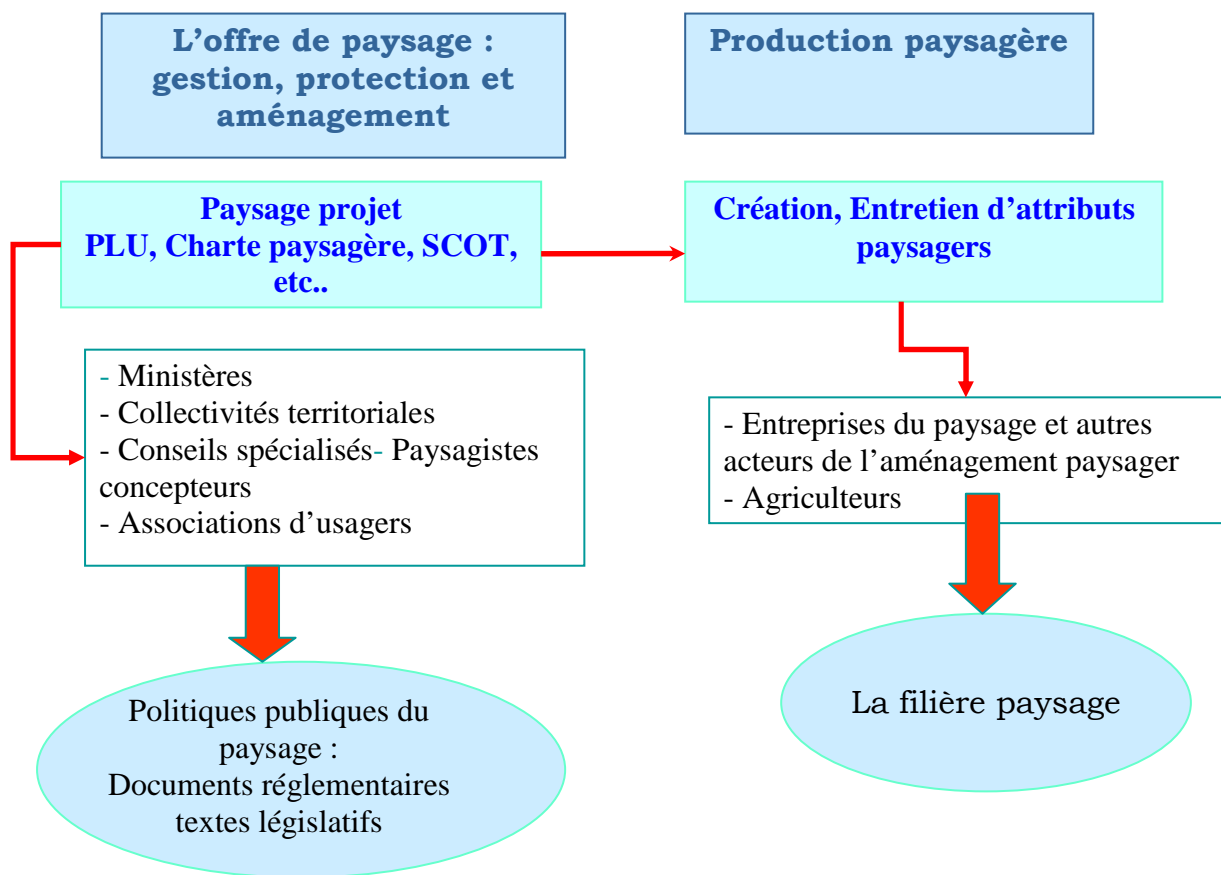 L’offre de paysage :
gestion, protection et
aménagement
Production paysagère
Paysage projet
PLU, Charte paysagère, SCOT,
etc..
Création, Entretien d’attributs
paysagers
- Ministères
- Collectivités territoriales
- Conseils spécialisés- Paysagistes
concepteurs
- Associations d’usagers
- Entreprises du paysage et autres
acteurs de l’aménagement paysager
- Agriculteurs
Politiques publiques du
paysage :
Documents réglementaires
textes législatifs
La filière paysage